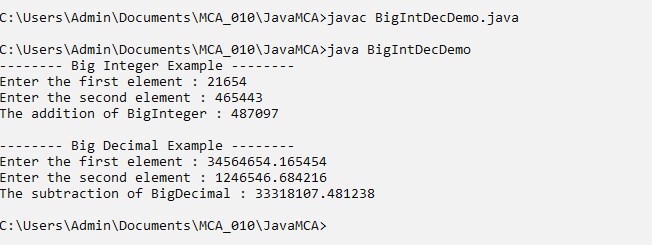 C:\Users\Admin\Documents\MCA_010\JavaMCA>javac BigIntDecDemo.java
C:\Users\Admin\Documents\MCA_010\JavaMCA>java BigIntDecDemo
-------- Big Integer Example --------
Enter the first element : 21654
Enter the second element : 465443
The addition of BigInteger : 487097
-------- Big Decimal Example --------
Enter the first element : 34564654.165454
Enter the second element : 1246546.684216
The subtraction of BigDecimal : 33318107.481238
C:\Users\Admin\Documents\MCA_010\JavaMCA>